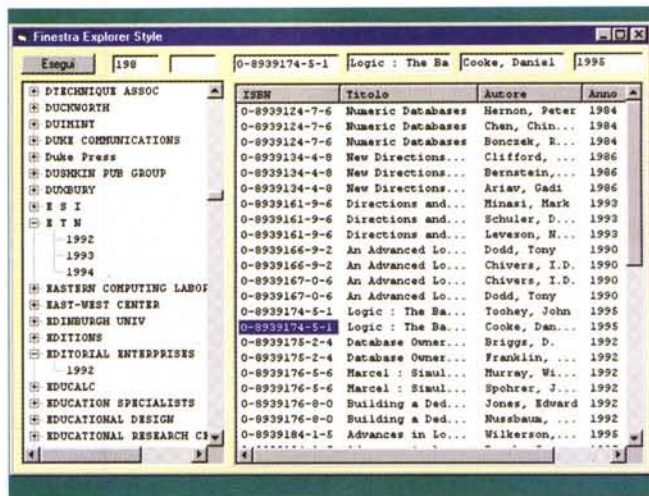 Finestra Explorer Style
Esegui 198 0-8939174-5-1 Logic : The Ba Cooke, Daniel 1995
DTECHNIQUE ASSOC
DUCKWORTH
DUIMINT
DUKE COMMUNICATIONS
Duke Press
DUSHKIN PUB GROUP
DUXBURY
E S I
E T N
1992
1993
1994
EASTERN COMPUTING LABOR
EAST-WEST CENTER
EDINBURGH UNIV
EDITIONS
EDITORIAL ENTERPRISES
1992
EDUCALC
EDUCATION SPECIALISTS
EDUCATIONAL DESIGN
EDUCATIONAL RESEARCH CE
ISBN Titolo Autore Anno
0-8939124-7-6 Numeric Databases Hernon, Peter 1984
0-8939124-7-6 Numeric Databases Chen, Chin... 1984
0-8939124-7-6 Numeric Databases Bonczek, R... 1984
0-8939134-4-8 New Directions... Clifford, ... 1986
0-8939134-4-8 New Directions... Bernstein,... 1986
0-8939134-4-8 New Directions... Ariav, Gadi 1986
0-8939161-9-6 Directions and... Minasi, Mark 1993
0-8939161-9-6 Directions and... Schuler, D... 1993
0-8939161-9-6 Directions and... Leveson, N... 1993
0-8939166-9-2 An Advanced Lo... Dodd, Tony 1990
0-8939166-9-2 An Advanced Lo... Chivers, I.D. 1990
0-8939167-0-6 An Advanced Lo... Chivers, I.D. 1990
0-8939167-0-6 An Advanced Lo... Dodd, Tony 1990
0-8939174-5-1 Logic : The Ba... Toohey, John 1995
0-8939174-5-1 Logic : The Ba... Cooke, Dan... 1995
0-8939175-2-4 Database Owner... Briggs, D. 1992
0-8939175-2-4 Database Owner... Franklin, ... 1992
0-8939176-5-6 Marcel : Simul... Murray, Wi... 1992
0-8939176-5-6 Marcel : Simul... Spohrer, J... 1992
0-8939176-8-0 Building a Ded... Jones, Edward 1992
0-8939176-8-0 Building a Ded... Nussbaum, ... 1992
0-8939184-1-5 Advances in Lo... Wilkerson,... 1995